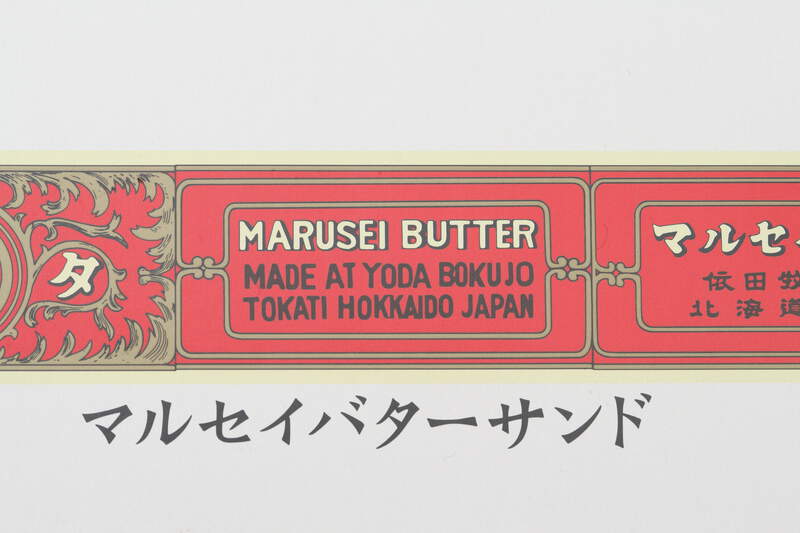 タ
MARUSEI BUTTER
MADE AT YODA BOKUJO
TOKATI HOKKAIDO JAPAN
マルセ
依田牧
北海道
マルセイバターサンド